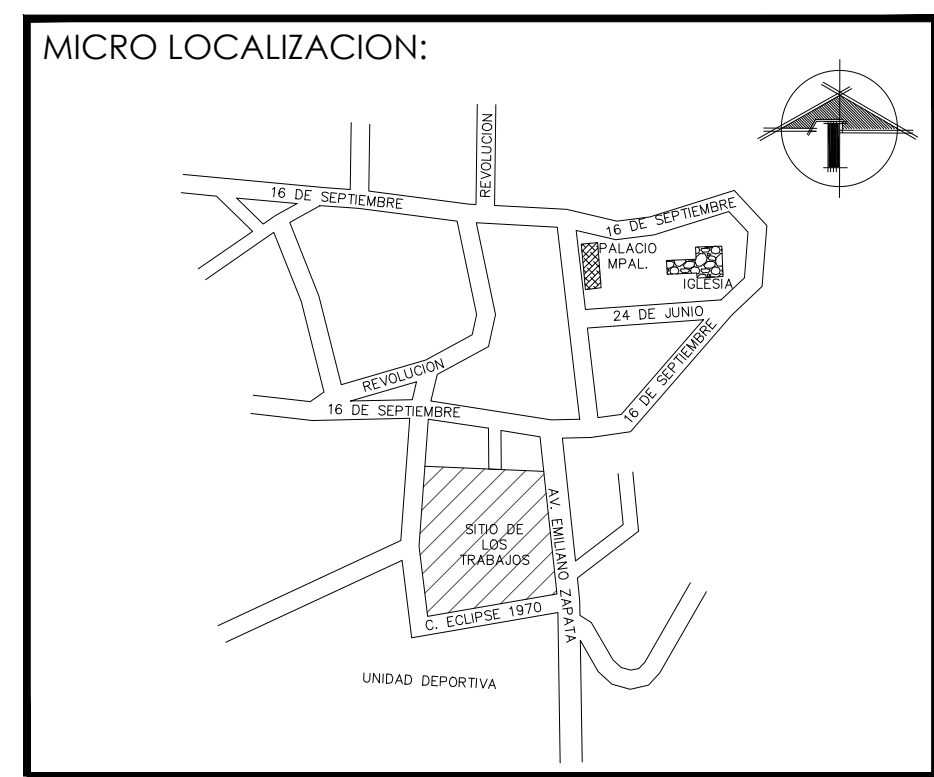 MICRO LOCALIZACION:
REVOLUCION
16 DE SEPTIEMBRE
16 DE SEPTIEMBRE
PALACIO
MPAL.
IGLESIA
24 DE JUNIO
16 DE SEPTIEMBRE
REVOLUCION
16 DE SEPTIEMBRE
SITIO DE
LOS
TRABAJOS
AV. EMILIANO ZAPATA
C. ECLIPSE 1970
UNIDAD DEPORTIVA